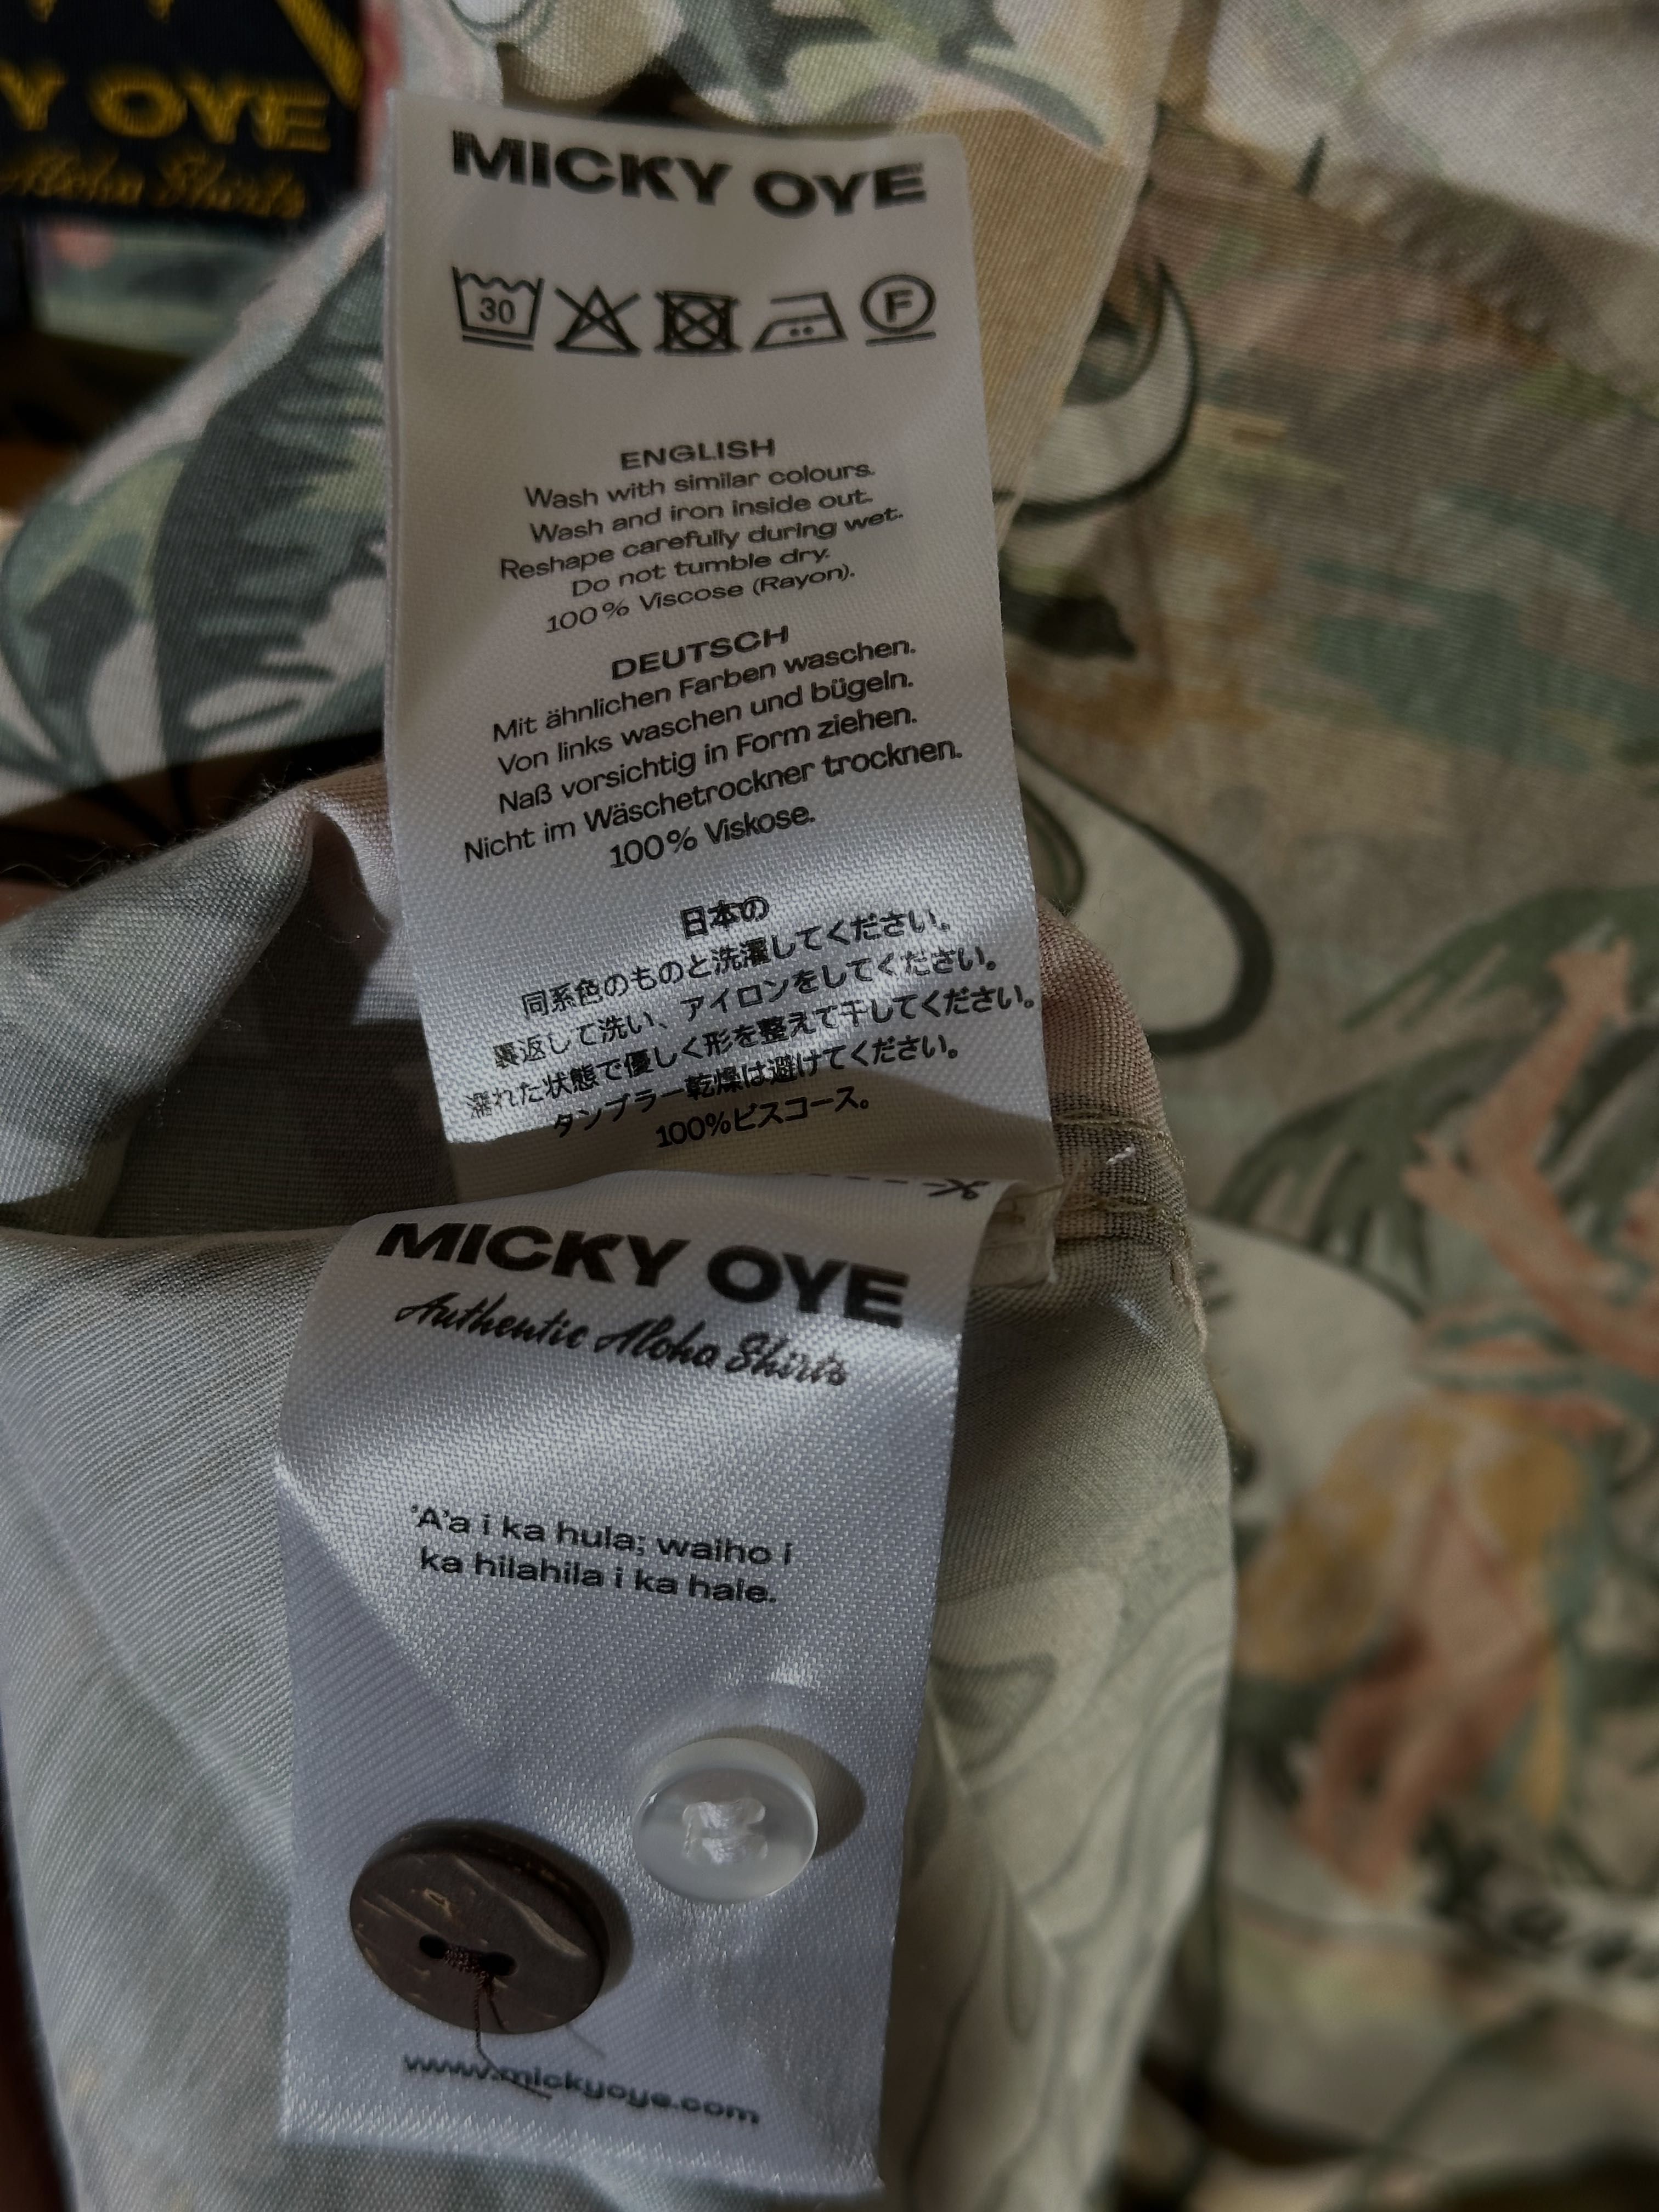 Y OYE
Aloha Shirts
MICKY OYE
30
F
ENGLISH
Wash with similar colours.
Wash and iron inside out.
Reshape carefully during wet.
Do not tumble dry.
100% Viscose (Rayon).
DEUTSCH
Mit ähnlichen Farben waschen.
Von links waschen und bügeln.
Naß vorsichtig in Form ziehen.
Nicht im Wäschetrockner trocknen.
100% Viskose.
日本の
同系色のものと洗濯してください。
裏返して洗い、アイロンをしてください。
濡れた状態で優しく形を整えて干してください。
タンブラー乾燥は避けてください。
100%ビスコース。
MICKY OYE
Authentic Aloha Shirts
'A'a i ka hula; waiho i
ka hilahila i ka hale.
www.mickyoye.com